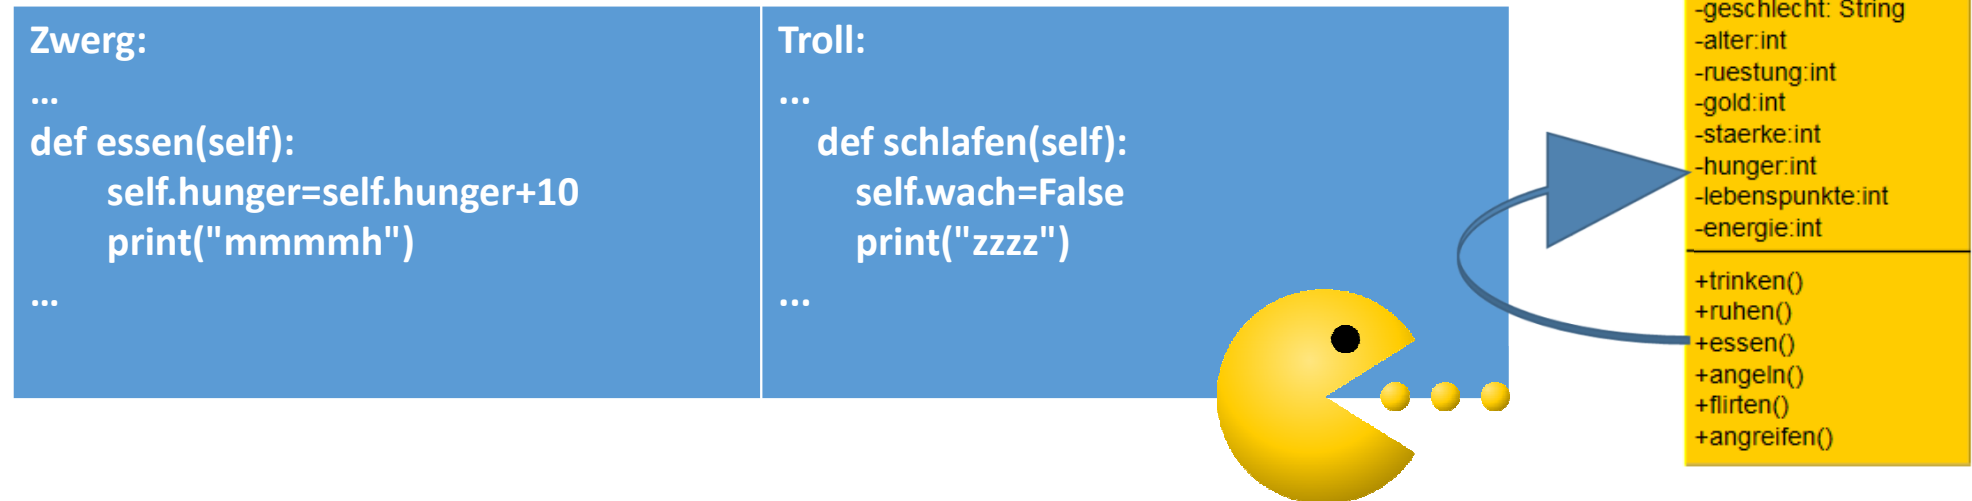 Zwerg:
…
def essen(self):
self.hunger=self.hunger+10
print("mmmmh")
…
Troll:
...
def schlafen(self):
self.wach=False
print("zzzz")
...
-geschlecht: String
-alter:int
-ruestung:int
-gold:int
-staerke:int
-hunger:int
-lebenspunkte:int
-energie:int
+trinken()
+ruhen()
+essen()
+angeln()
+flirten()
+angreifen()